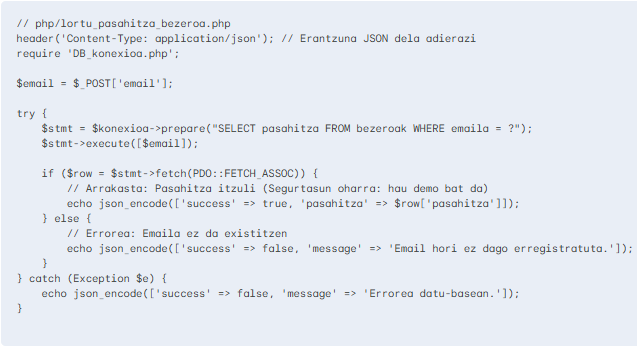 // php/lortu_pasahitza_bezeroa.php
header('Content-Type: application/json'); // Erantzuna JSON dela adierazi
require 'DB_konexioa.php';

$email = $_POST['email'];

try {
    $stmt = $konexioa->prepare("SELECT pasahitza FROM bezeroak WHERE emaila = ?");
    $stmt->execute([$email]);

    if ($row = $stmt->fetch(PDO::FETCH_ASSOC)) {
        // Arrakasta: Pasahitza itzuli (Segurtasun oharra: hau demo bat da)
        echo json_encode(['success' => true, 'pasahitza' => $row['pasahitza']]);
    } else {
        // Errorea: Emaila ez da existitzen
        echo json_encode(['success' => false, 'message' => 'Email hori ez dago erregistratuta.']);
    }
} catch (Exception $e) {
    echo json_encode(['success' => false, 'message' => 'Errorea datu-basean.']);
}